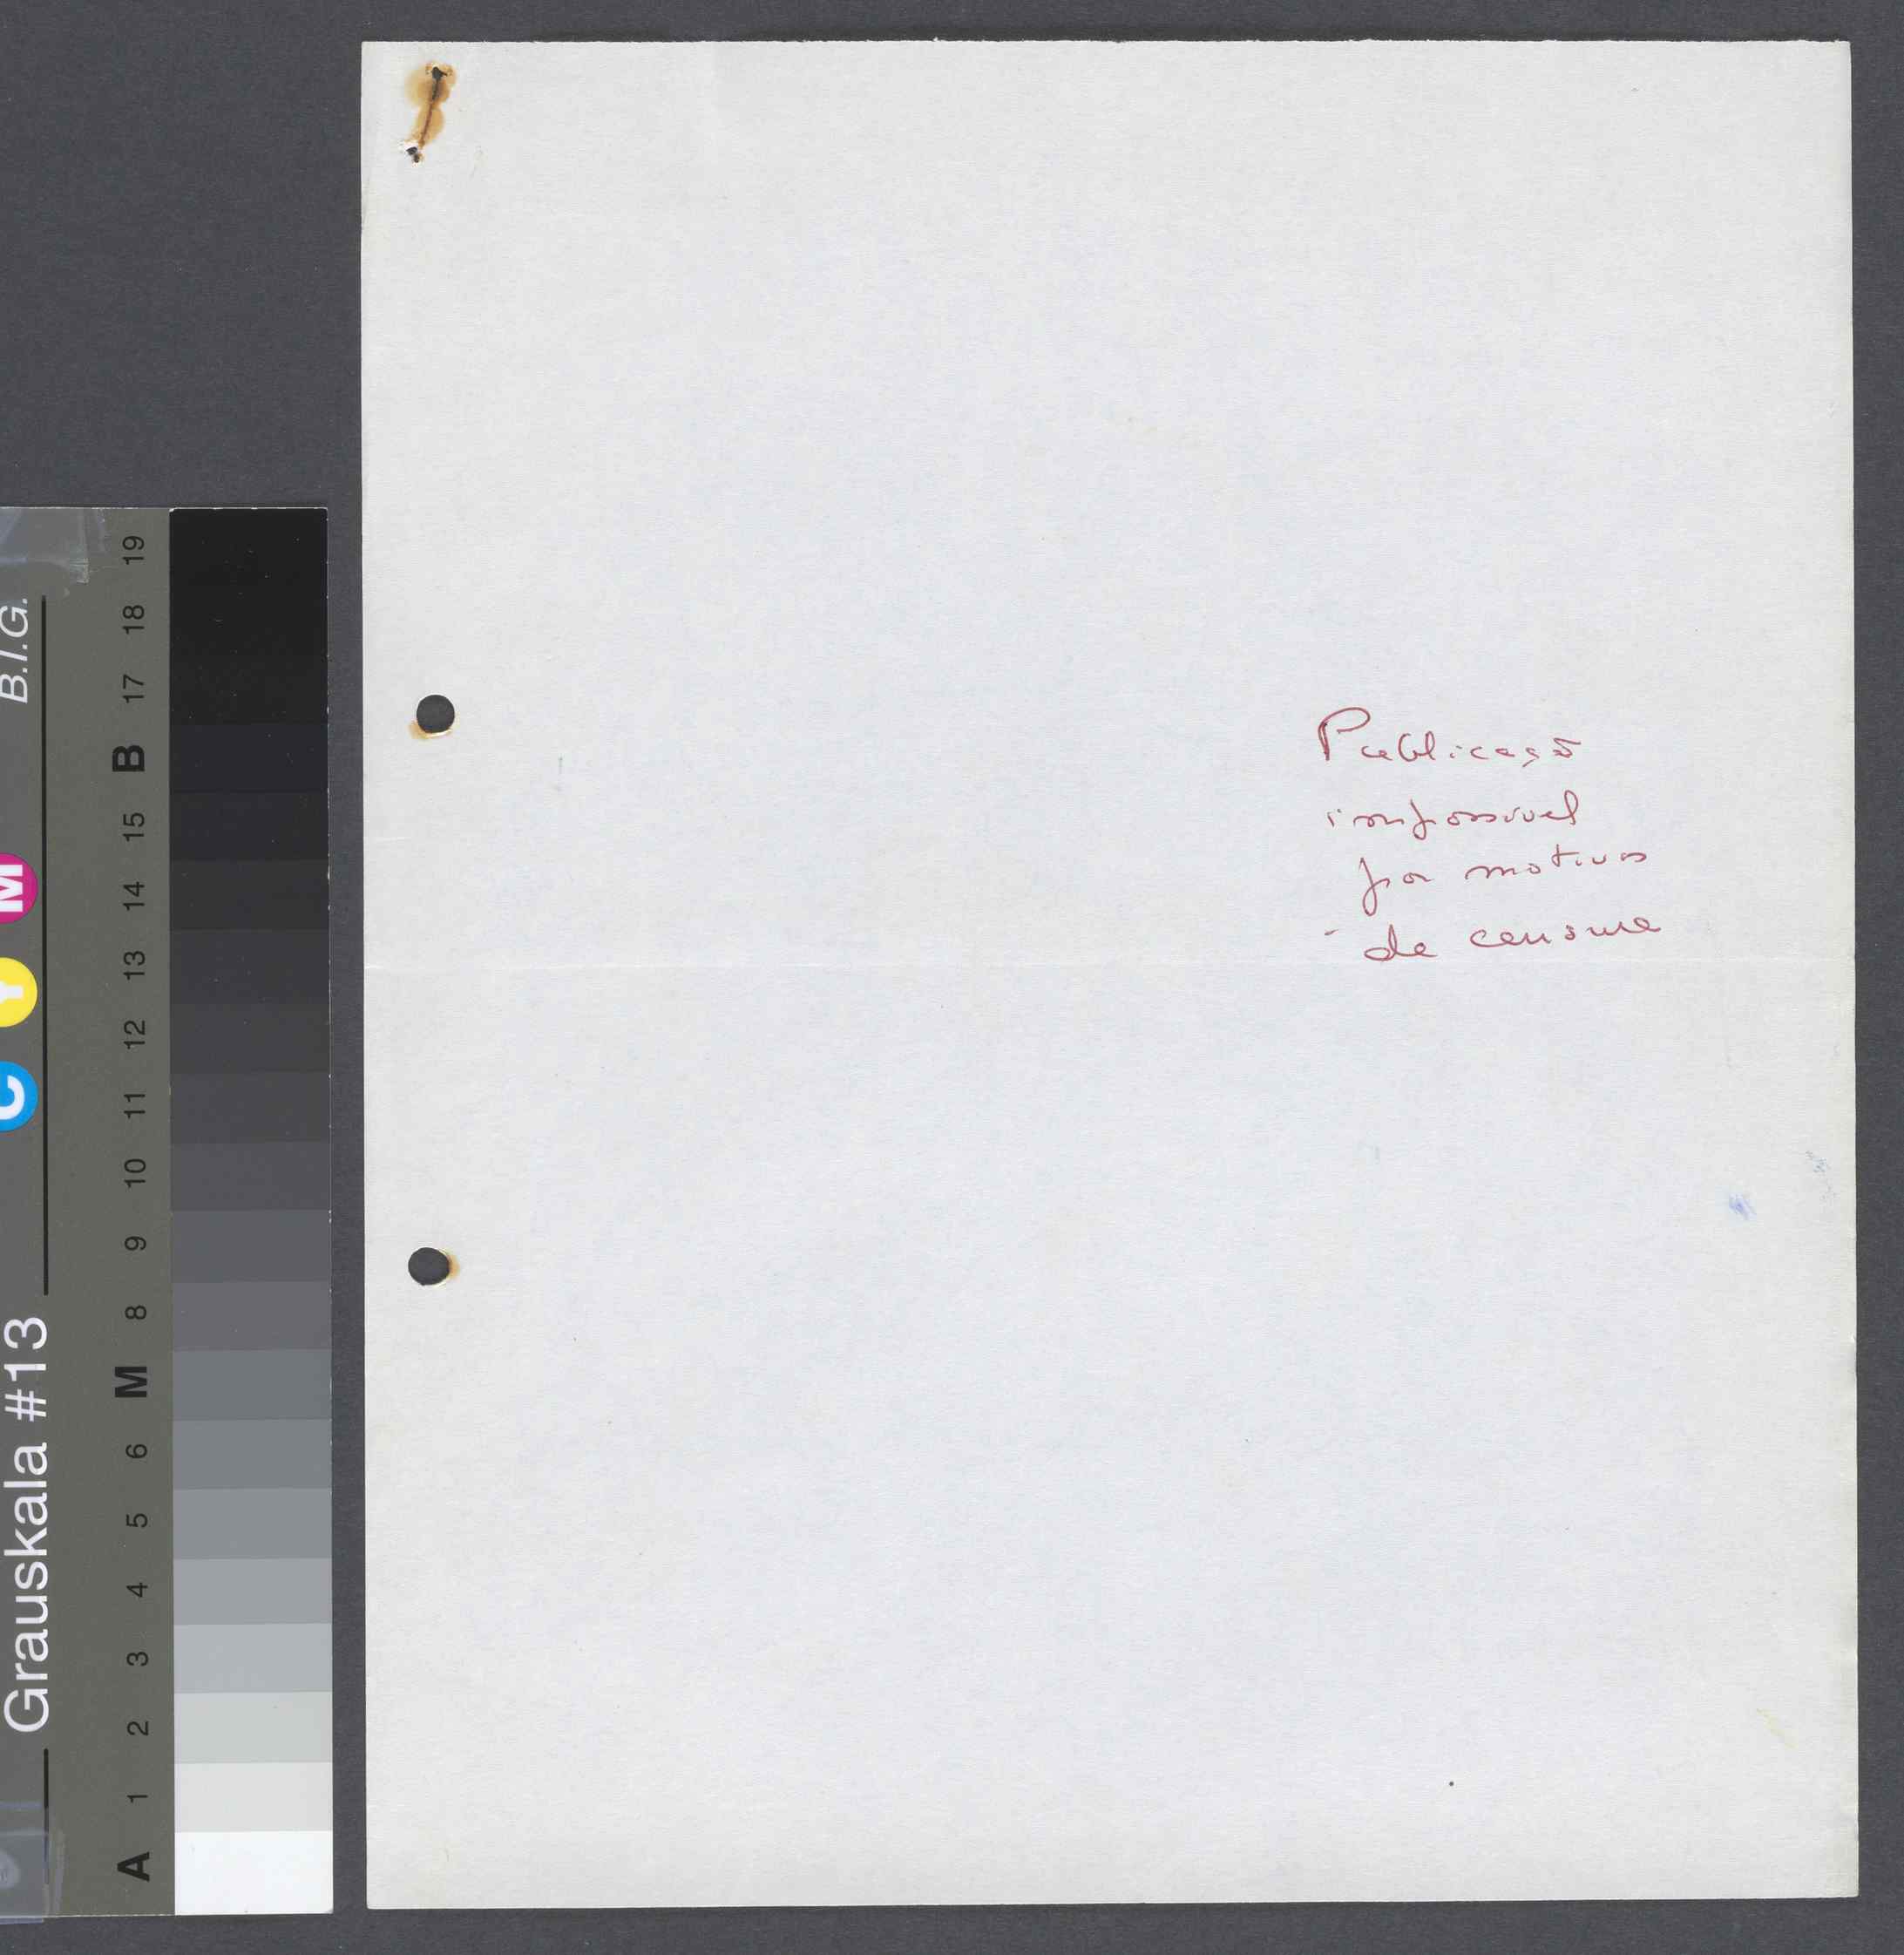 Publicação
impossível
por motivos
de censura
B.I.G.
Grauskala #13
C Y M
A 1 2 3 4 5 6 M 8 9 10 11 12 13 14 15 B 17 18 19